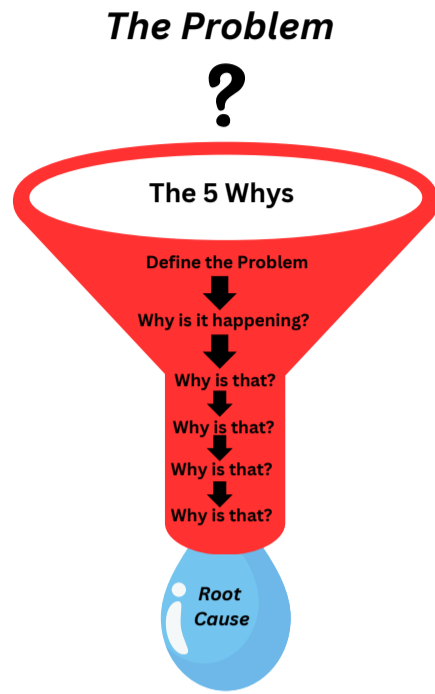 The Problem
?
The 5 Whys
Define the Problem
Why is it happening?
Why is that?
Why is that?
Why is that?
Why is that?
Root
Cause